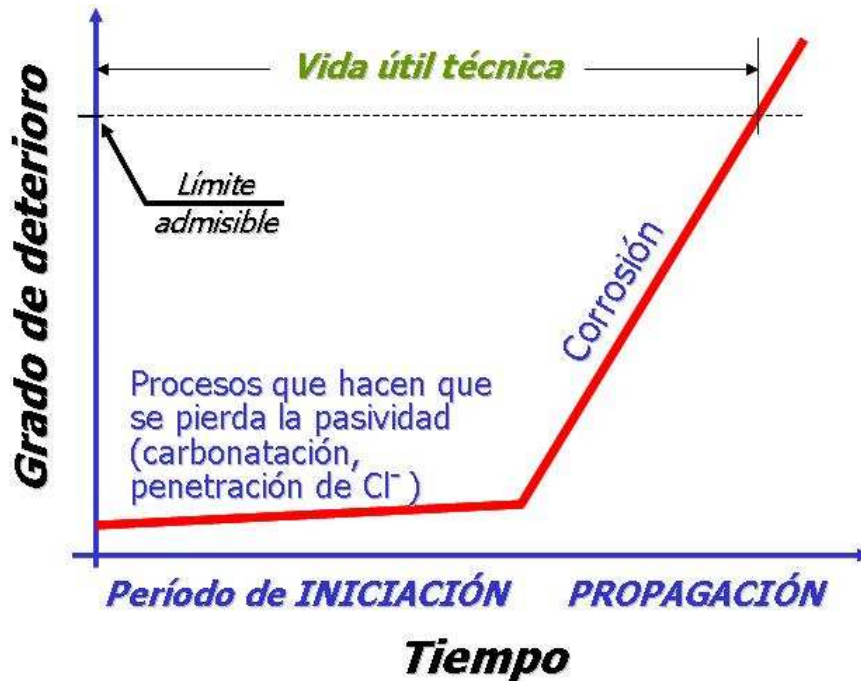 Vida útil técnica
Límite
admisible
Grado de deterioro
Corrosión
Procesos que hacen que
se pierda la pasividad
(carbonatación,
penetración de Cl⁻ )
Período de INICIACIÓN PROPAGACIÓN
Tiempo